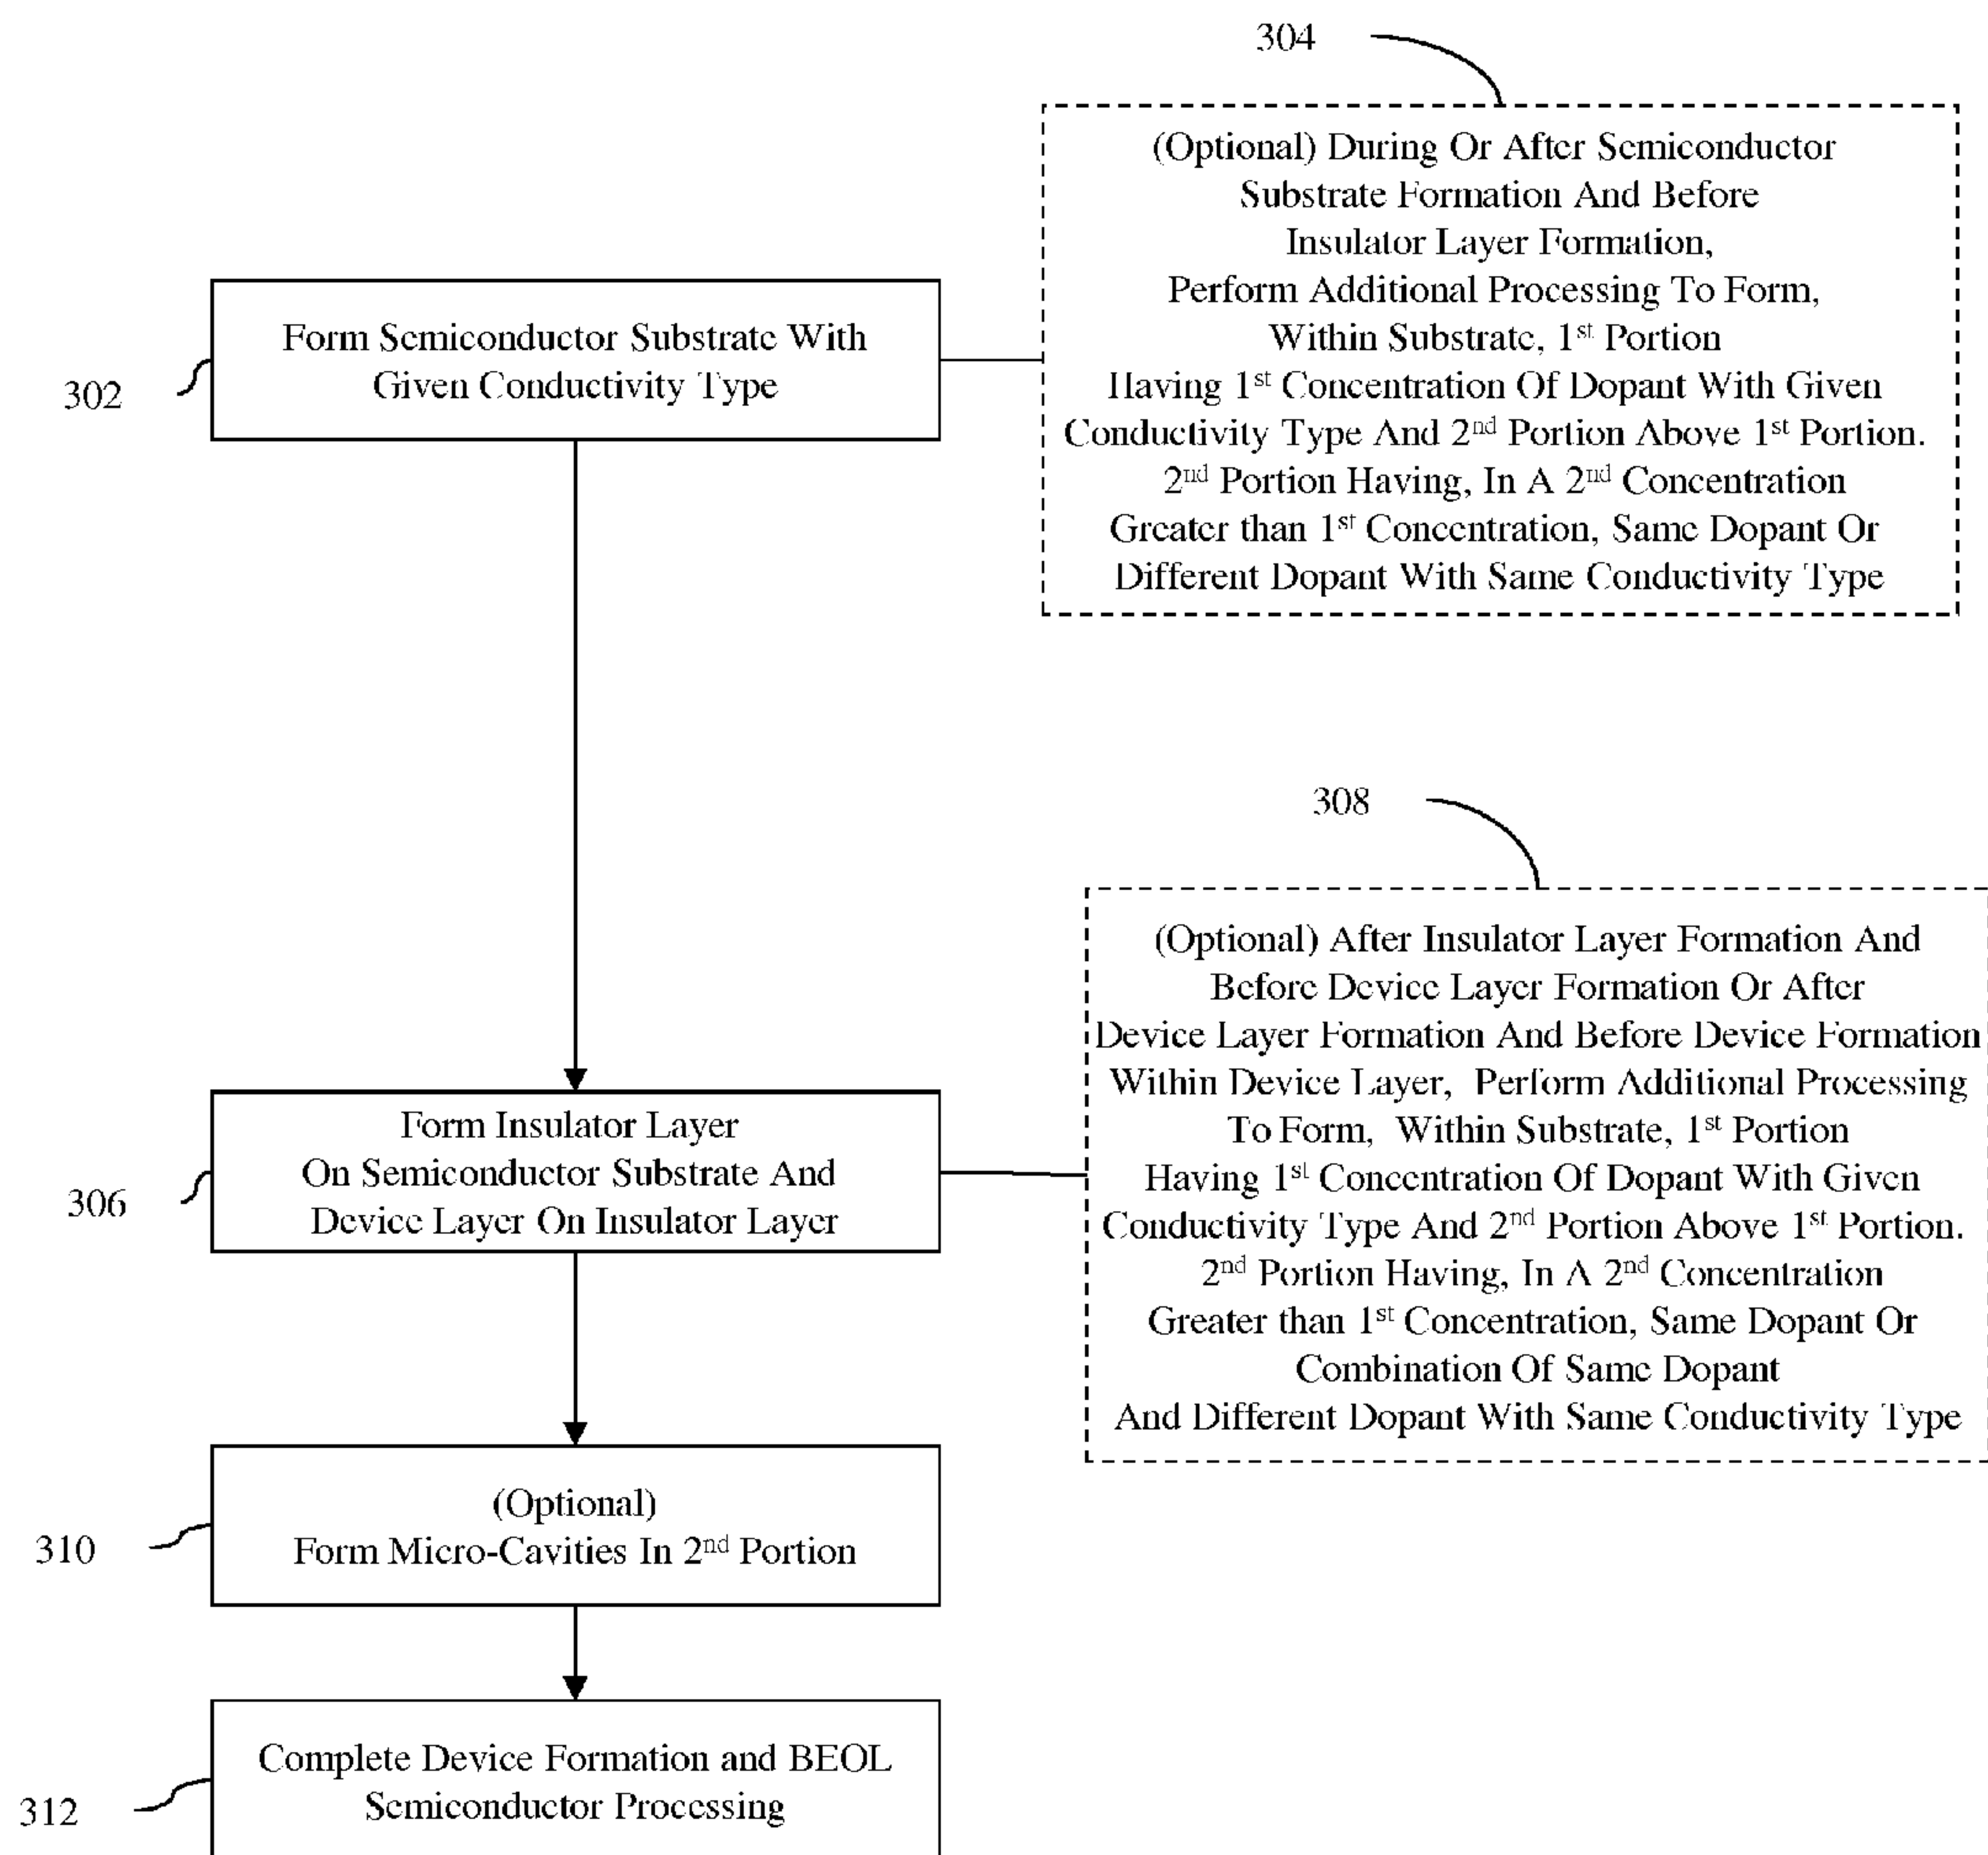 304
(Optional) During Or After Semiconductor
Substrate Formation And Before
Insulator Layer Formation,
Perform Additional Processing To Form,
Within Substrate, 1st Portion
Having 1st Concentration Of Dopant With Given
Conductivity Type And 2nd Portion Above 1st Portion.
2nd Portion Having, In A 2nd Concentration
Greater than 1st Concentration, Same Dopant Or
Different Dopant With Same Conductivity Type
302
Form Semiconductor Substrate With
Given Conductivity Type
308
(Optional) After Insulator Layer Formation And
Before Device Layer Formation Or After
Device Layer Formation And Before Device Formation
Within Device Layer, Perform Additional Processing
To Form, Within Substrate, 1st Portion
Having 1st Concentration Of Dopant With Given
Conductivity Type And 2nd Portion Above 1st Portion.
2nd Portion Having, In A 2nd Concentration
Greater than 1st Concentration, Same Dopant Or
Combination Of Same Dopant
And Different Dopant With Same Conductivity Type
306
Form Insulator Layer
On Semiconductor Substrate And
Device Layer On Insulator Layer
310
(Optional)
Form Micro-Cavities In 2nd Portion
312
Complete Device Formation and BEOL
Semiconductor Processing